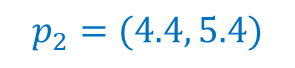 p₂ = (4.4, 5.4)